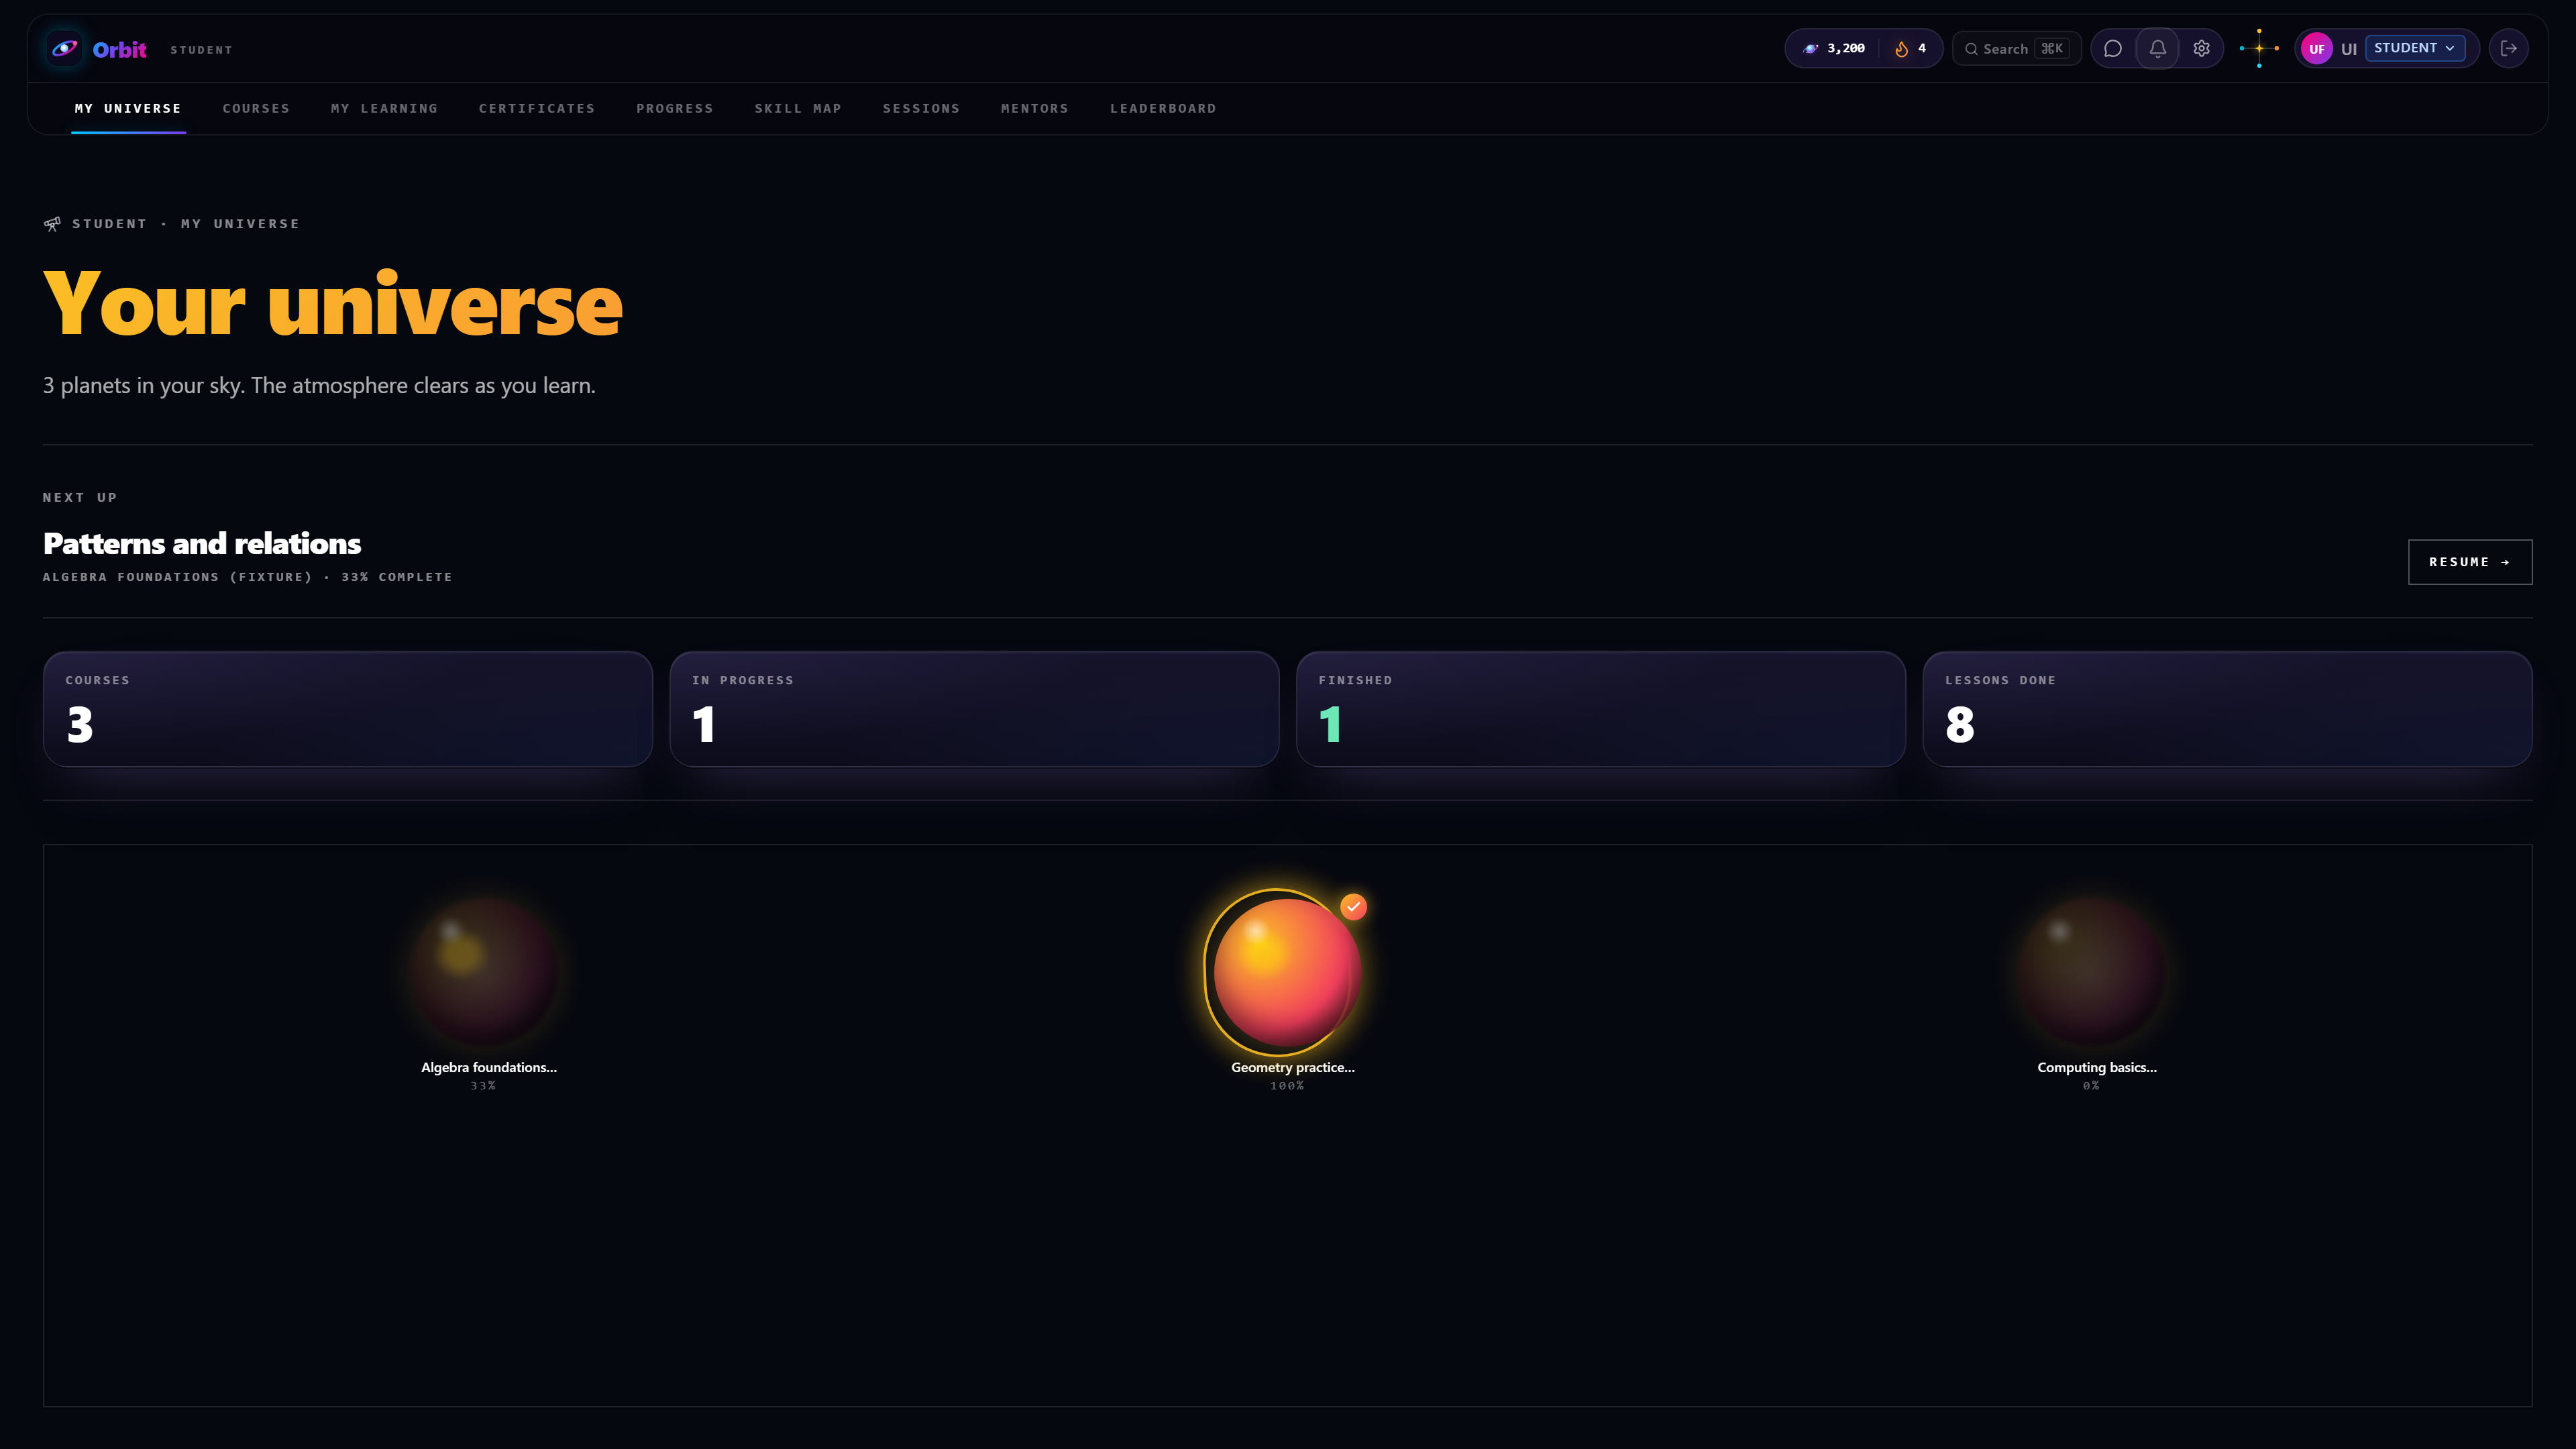 Orbit STUDENT
3,200 4 Search ⌘K UF UI STUDENT
MY UNIVERSE COURSES MY LEARNING CERTIFICATES PROGRESS SKILL MAP SESSIONS MENTORS LEADERBOARD
STUDENT · MY UNIVERSE
Your universe
3 planets in your sky. The atmosphere clears as you learn.
NEXT UP
Patterns and relations
ALGEBRA FOUNDATIONS (FIXTURE) · 33% COMPLETE
RESUME →
COURSES IN PROGRESS FINISHED LESSONS DONE
3 1 1 8
Algebra foundations... Geometry practice... Computing basics...
33% 100% 0%